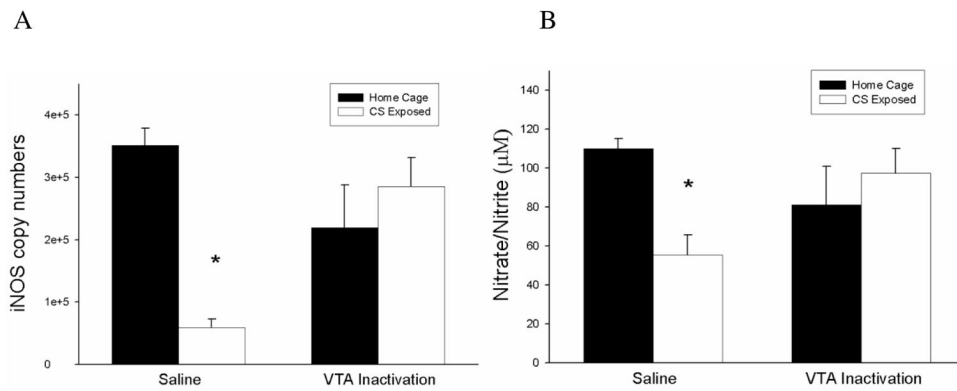 A
iNOS copy numbers
4e+5
3e+5
2e+5
1e+5
0
Home Cage
CS Exposed
*
Saline
VTA Inactivation
B
Nitrate/Nitrite (μM)
140
120
100
80
60
40
20
0
Home Cage
CS Exposed
*
Saline
VTA Inactivation